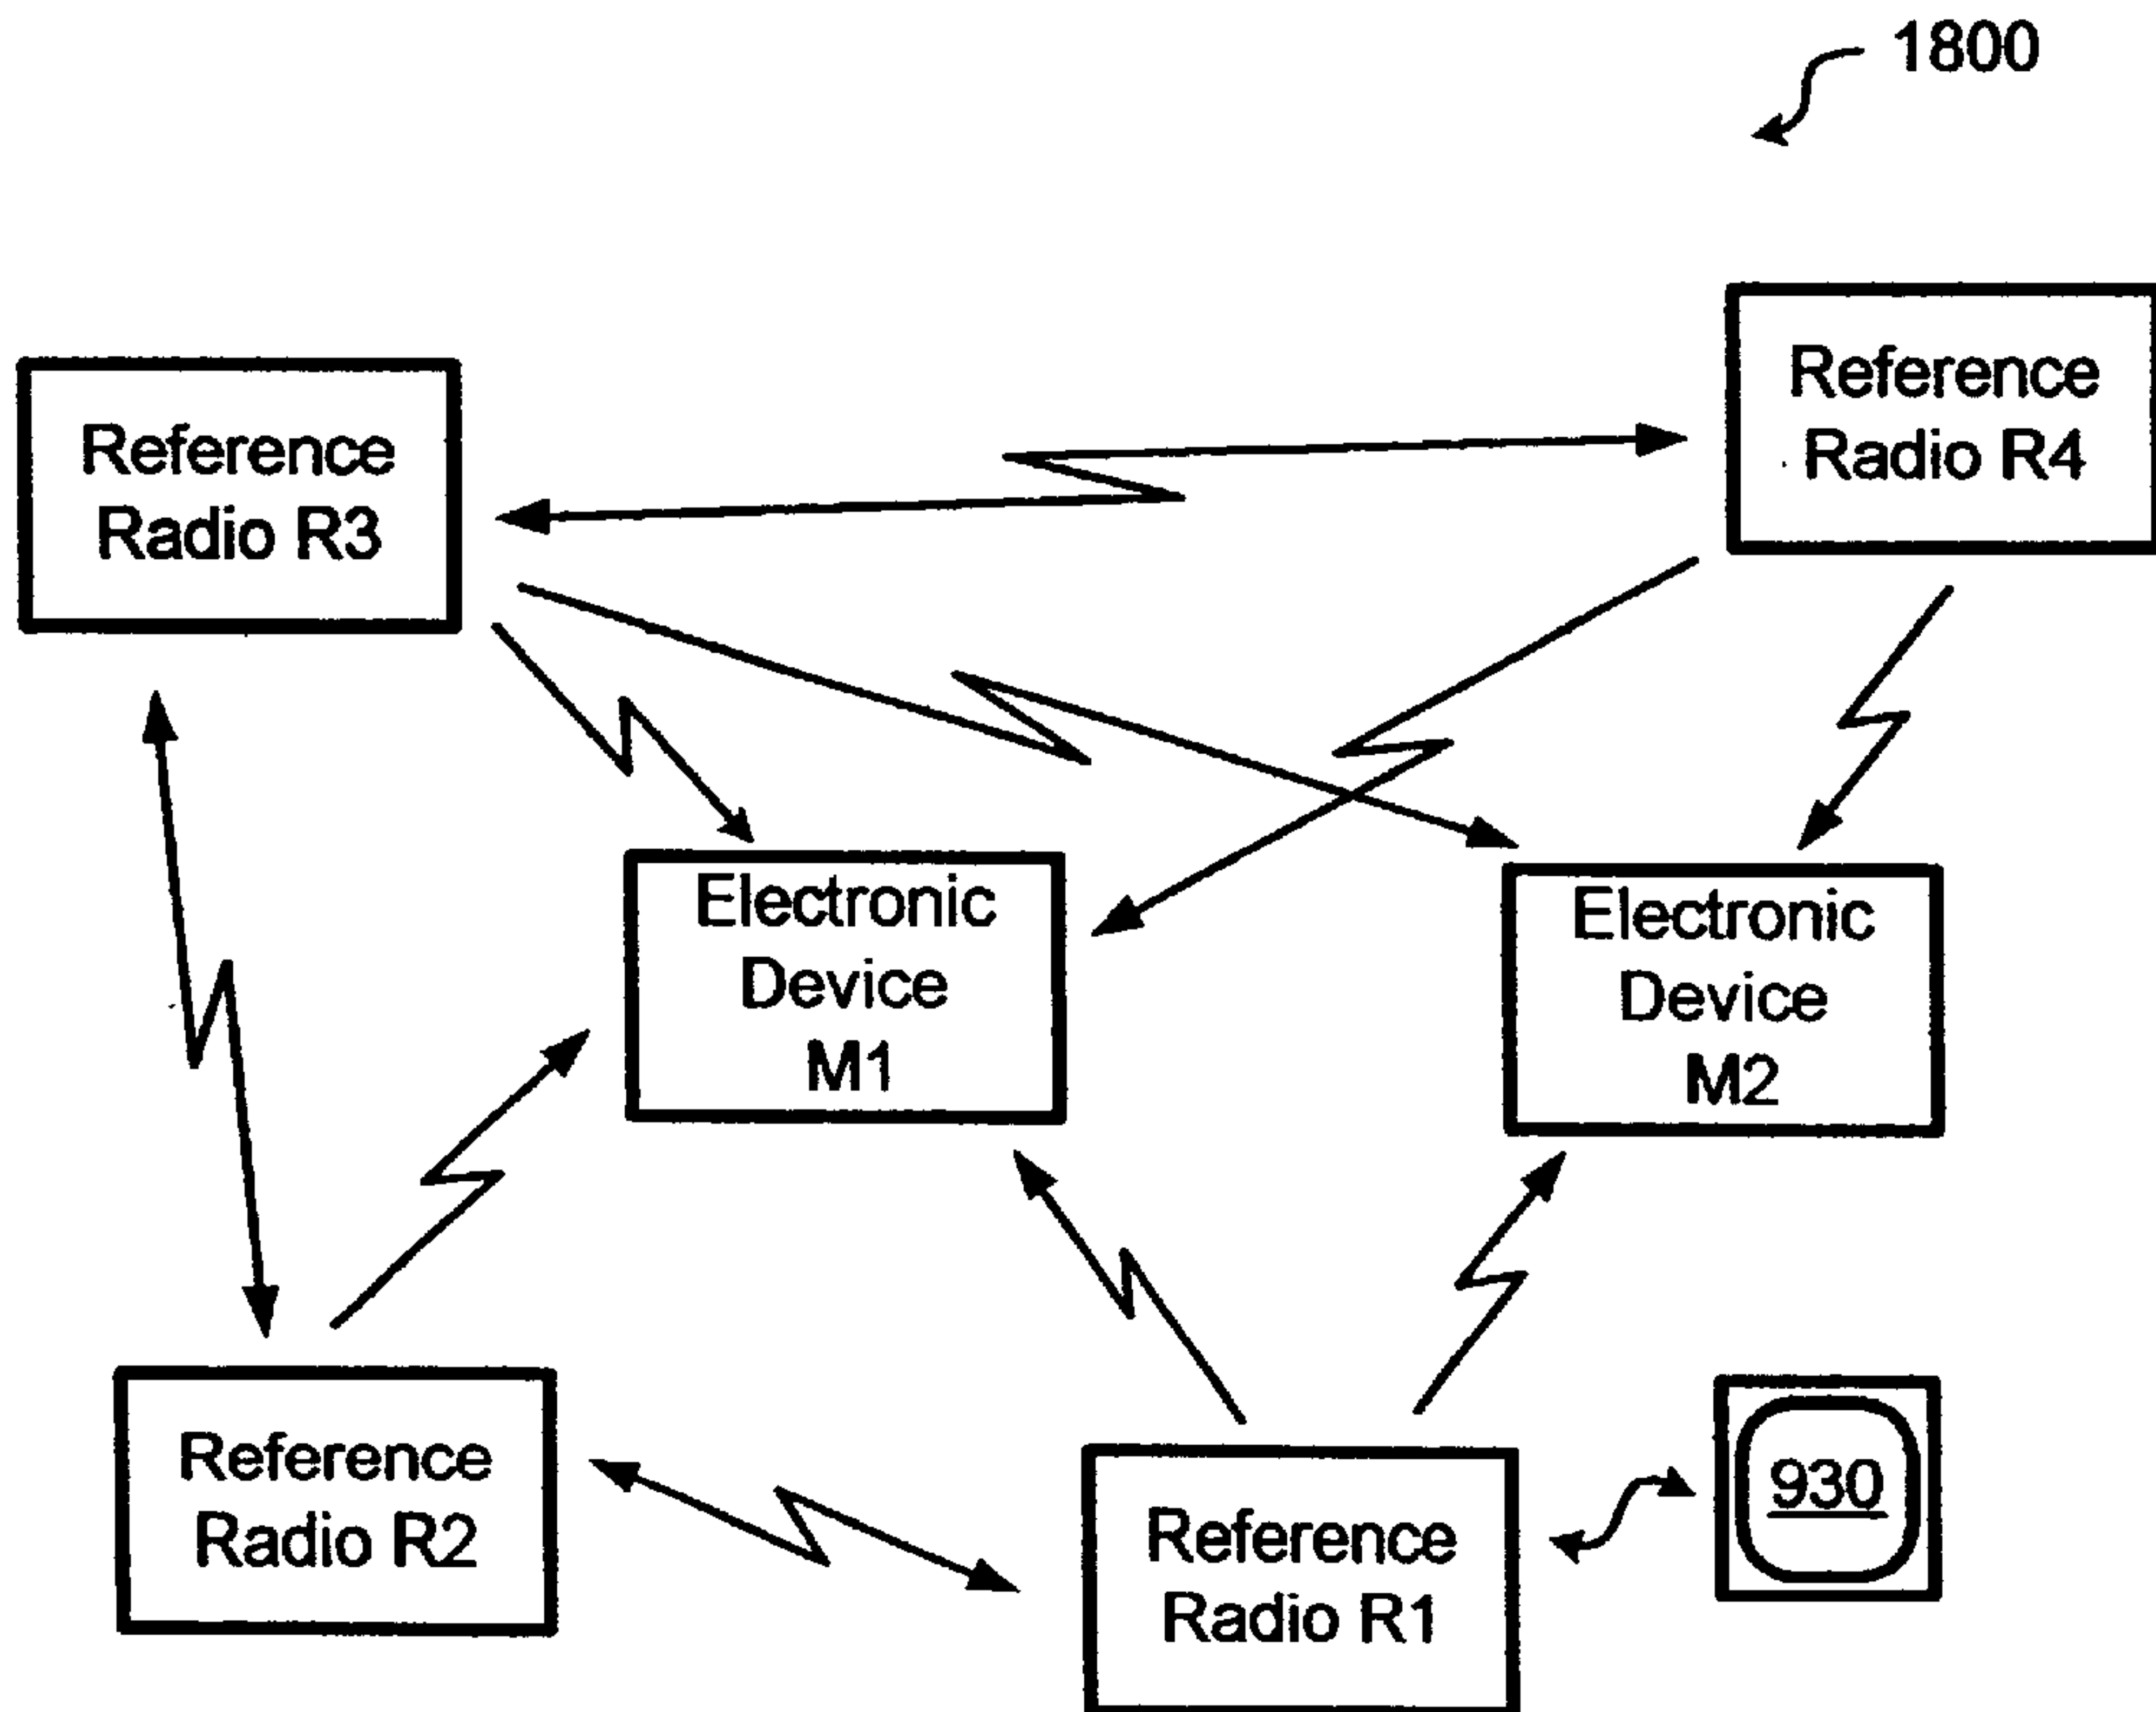 1800
Reference
Radio R4
Reference
Radio R3
Electronic
Device
M1
Electronic
Device
M2
Reference
Radio R2
Reference
Radio R1
930